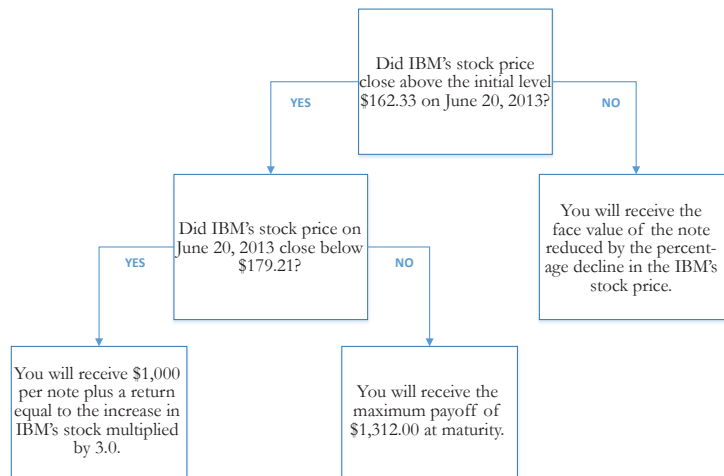 Did IBM’s stock price
close above the initial level
$162.33 on June 20, 2013?
YES
NO
Did IBM’s stock price on
June 20, 2013 close below
$179.21?
You will receive the
face value of the note
reduced by the percent-
age decline in the IBM’s
stock price.
YES
NO
You will receive $1,000
per note plus a return
equal to the increase in
IBM’s stock multiplied
by 3.0.
You will receive the
maximum payoff of
$1,312.00 at maturity.